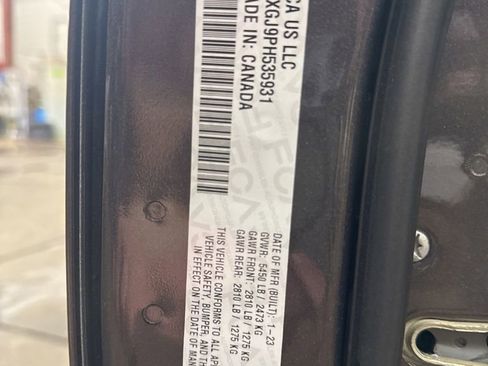 CA US LLC
XGJ9PH535931
MADE IN: CANADA
FCA
DATE OF MFR (BUILT): 1-23
GVWR: 5450 LB / 2473 KG
GAWR FRONT: 2810 LB / 1275 KG
GAWR REAR: 2810 LB / 1275 KG
THIS VEHICLE CONFORMS TO ALL AP
VEHICLE SAFETY, BUMPER, AND TH
IN EFFECT ON THE DATE OF MAN